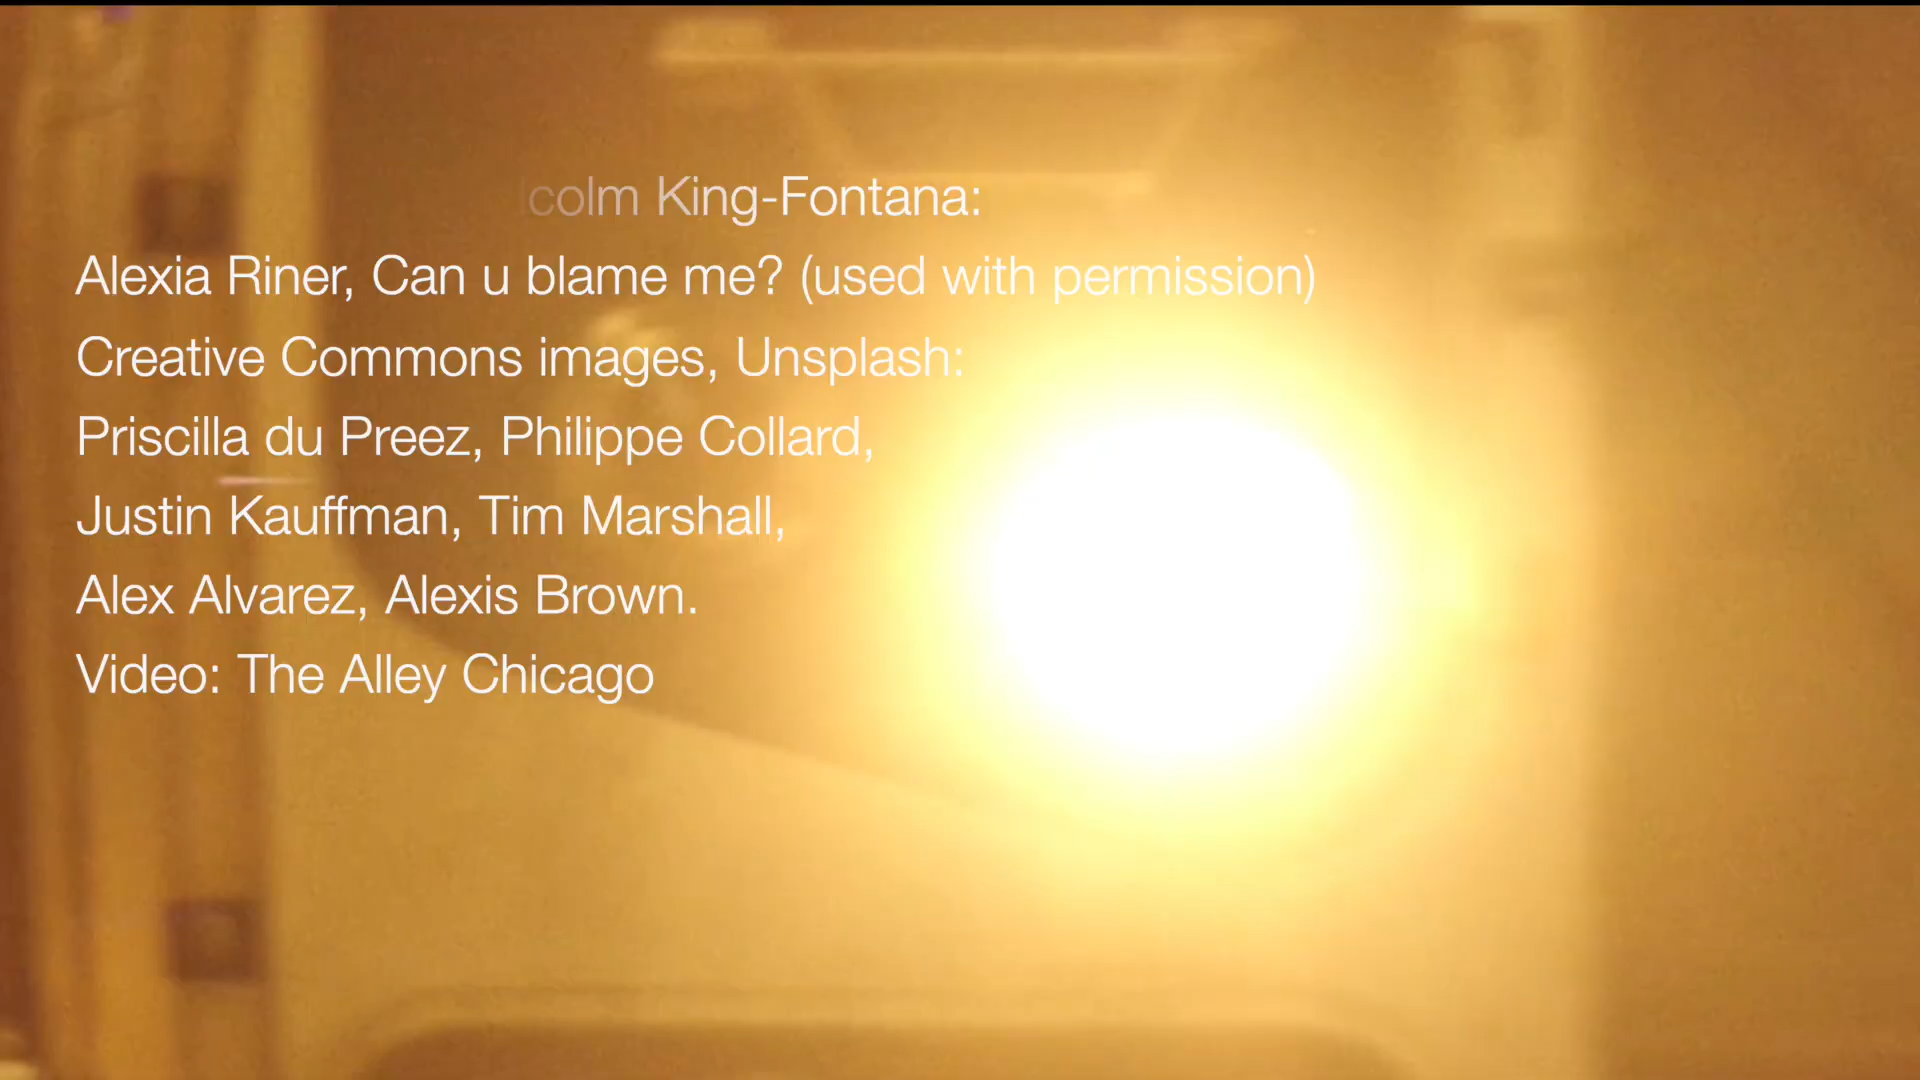 King-Fontana:
Alexia Riner, Can u blame me? (used with permission)
Creative Commons images, Unsplash:
Priscilla du Preez, Philippe Collard,
Justin Kauffman, Tim Marshall,
Alex Alvarez, Alexis Brown.
Video: The Alley Chicago